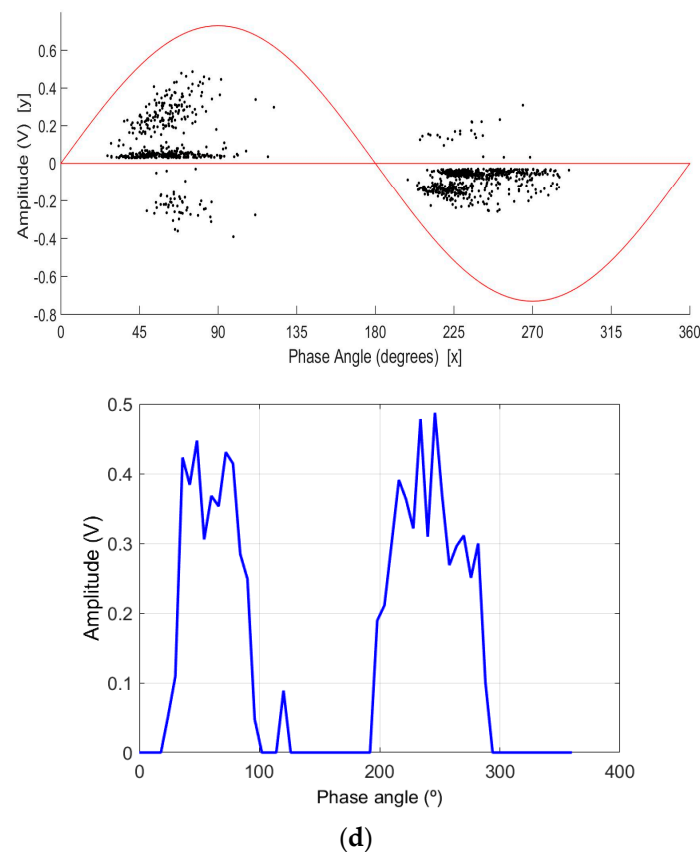 0.6
0.4
0.2
0
-0.2
-0.4
-0.6
-0.8
Amplitude (V) [y]
0 45 90 135 180 225 270 315 360
Phase Angle (degrees) [x]
0.5
0.4
0.3
0.2
0.1
0
Amplitude (V)
0 100 200 300 400
Phase angle (º)
(d)